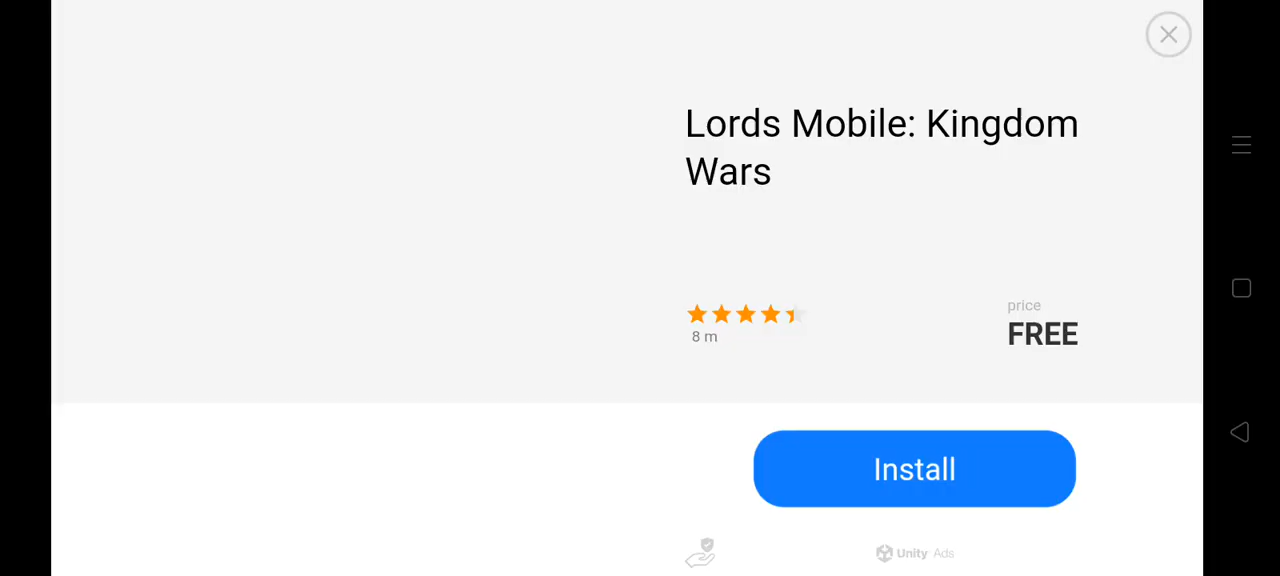 Lords Mobile: Kingdom
Wars
price
8 m
FREE
Install
Unity Ads